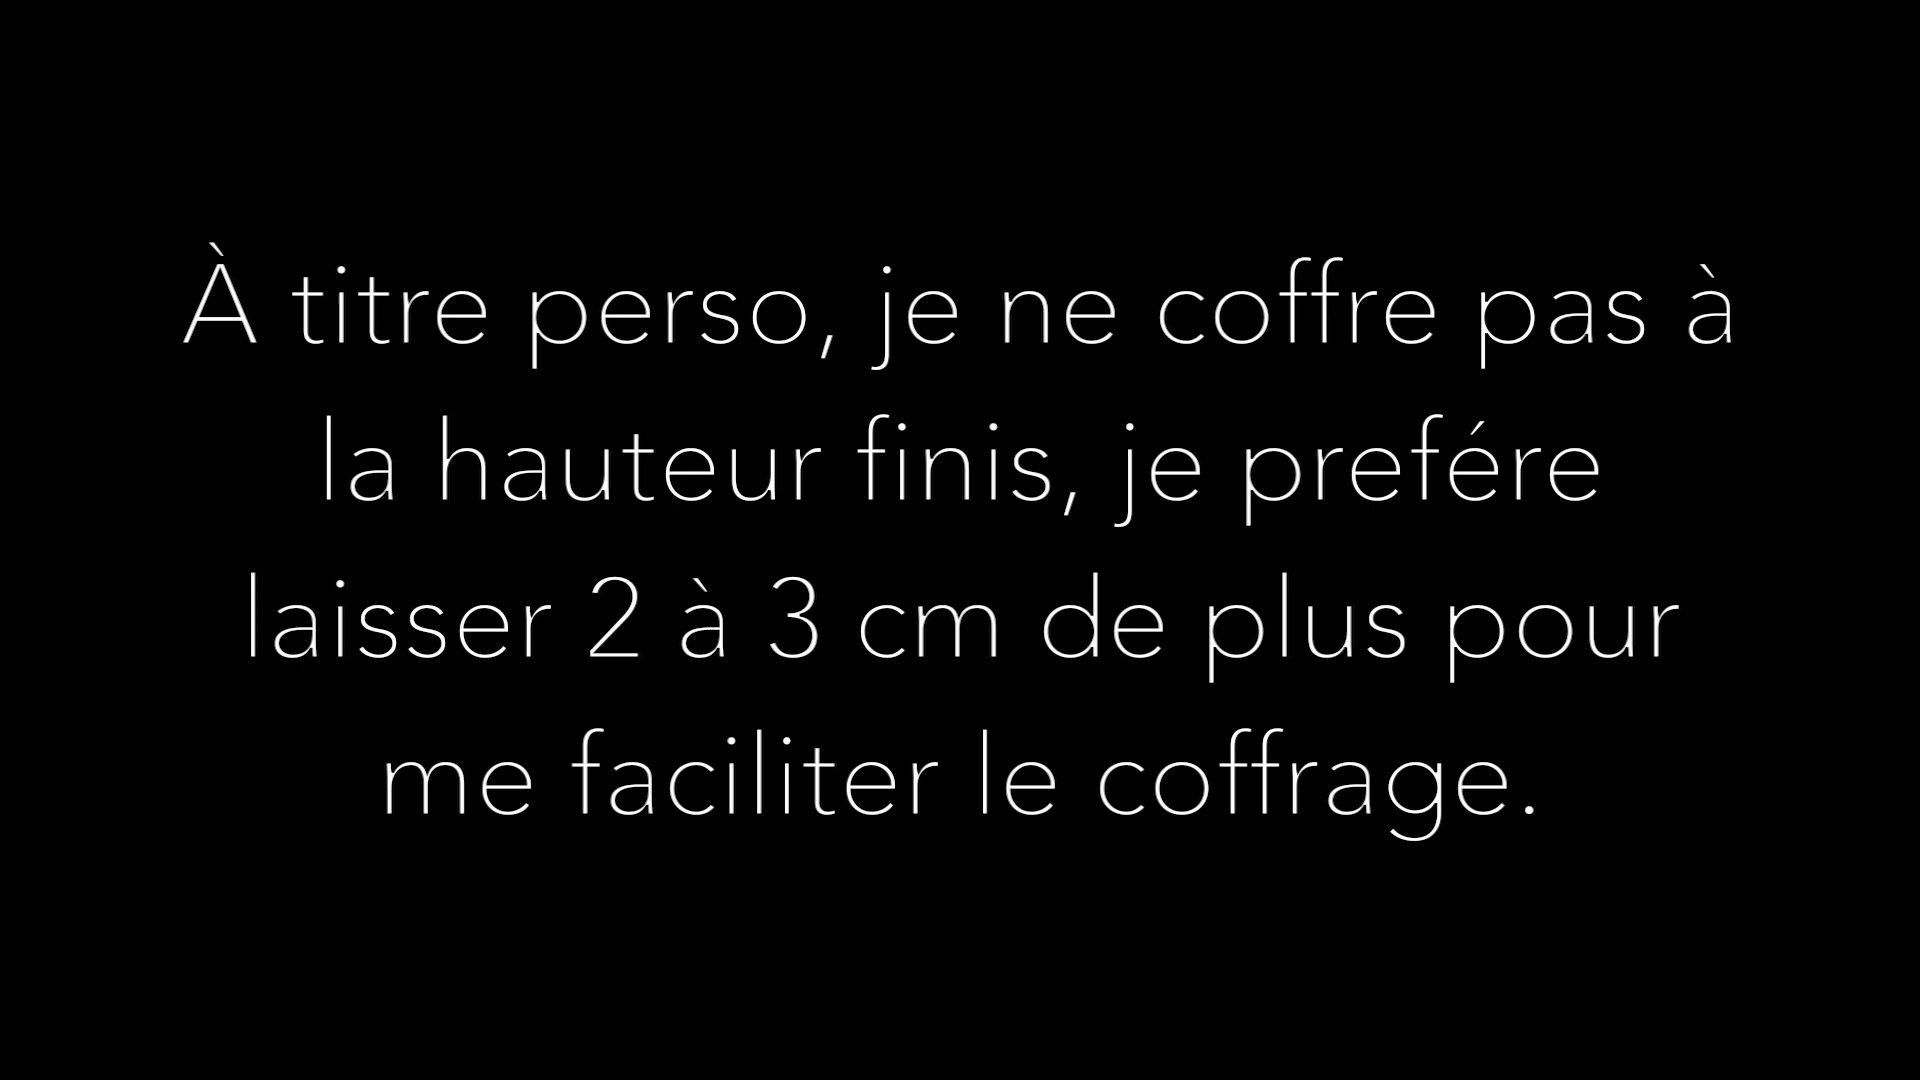 À titre perso, je ne coffre pas à
la hauteur finis, je prefére
laisser 2 à 3 cm de plus pour
me faciliter le coffrage.